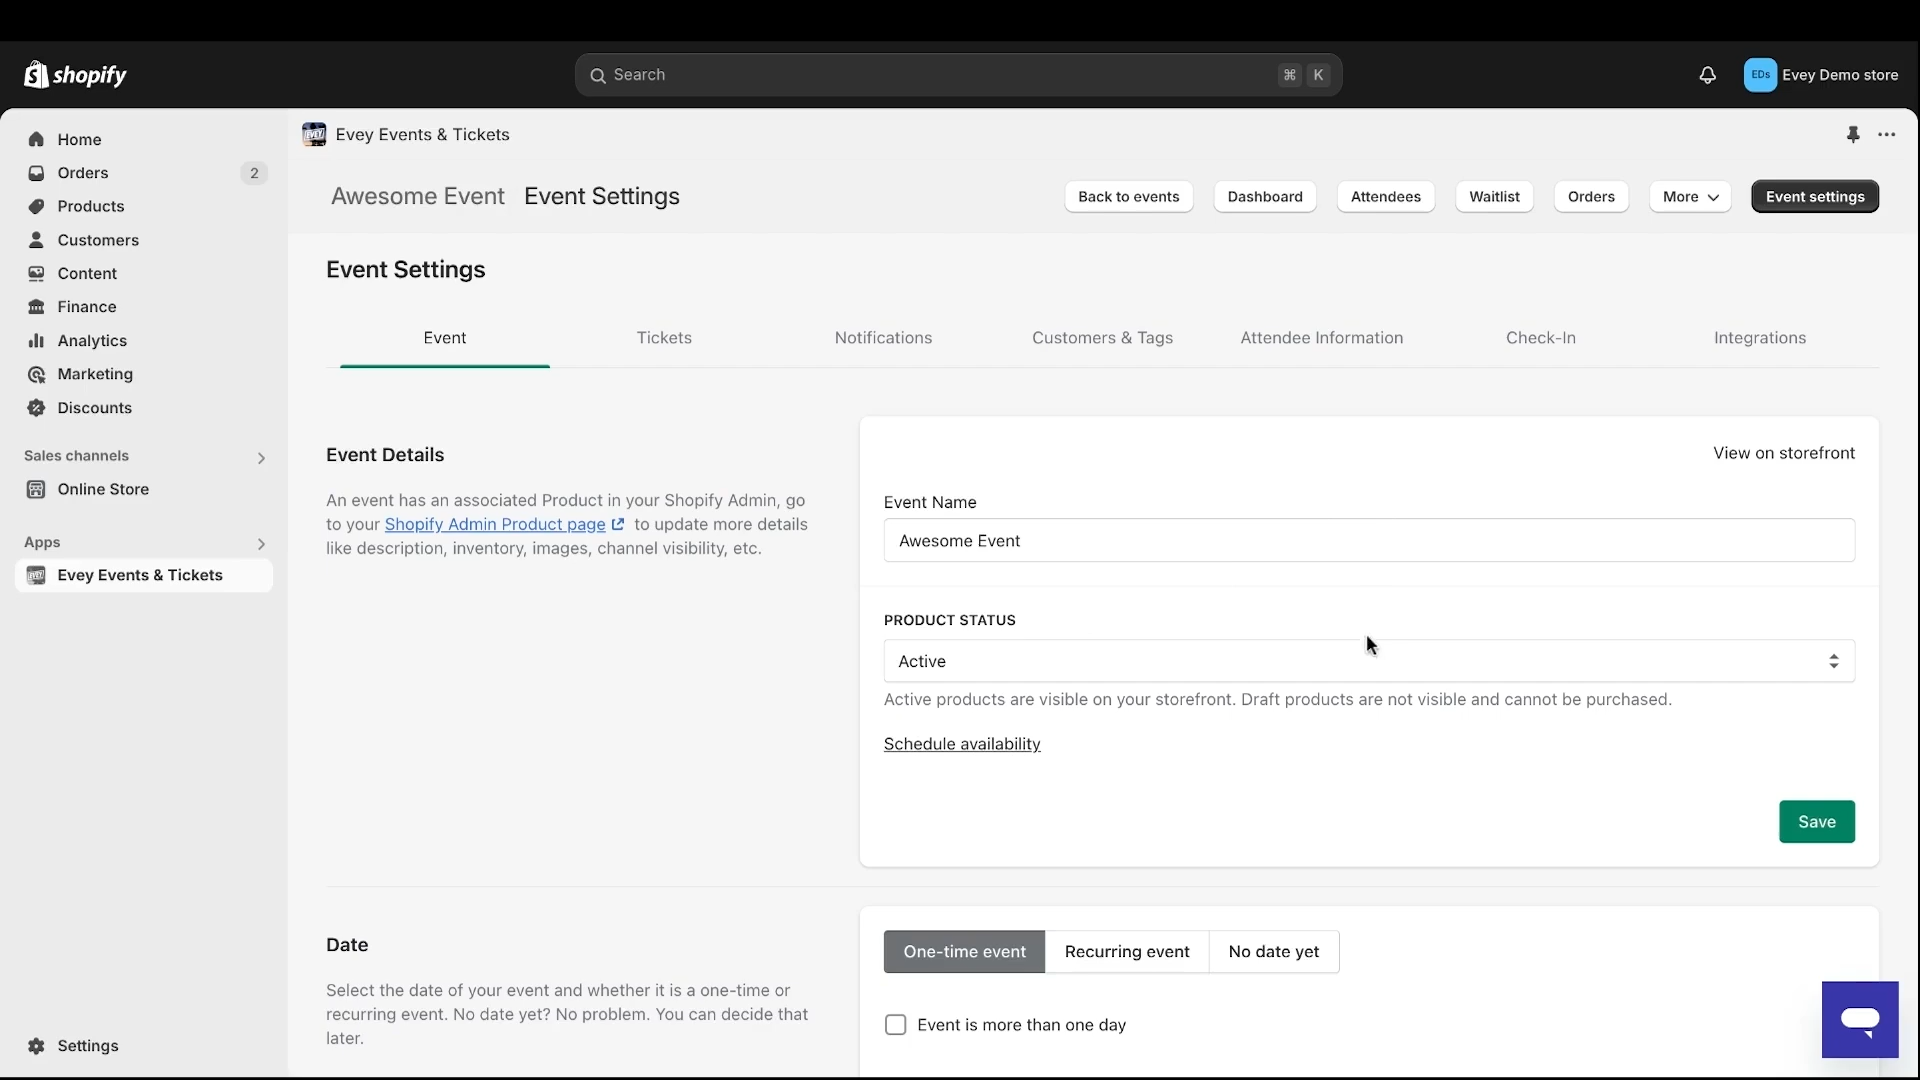 shopify
Search
⌘ K
EDs
Evey Demo store
Home
Orders 2
Products
Customers
Content
Finance
Analytics
Marketing
Discounts
Sales channels
Online Store
Apps
Evey Events & Tickets
Settings
Evey Events & Tickets
Awesome Event Event Settings
Back to events
Dashboard
Attendees
Waitlist
Orders
More
Event settings
Event Settings
Event
Tickets
Notifications
Customers & Tags
Attendee Information
Check-In
Integrations
Event Details
An event has an associated Product in your Shopify Admin, go
to your Shopify Admin Product page to update more details
like description, inventory, images, channel visibility, etc.
View on storefront
Event Name
Awesome Event
PRODUCT STATUS
Active
Active products are visible on your storefront. Draft products are not visible and cannot be purchased.
Schedule availability
Save
Date
Select the date of your event and whether it is a one-time or
recurring event. No date yet? No problem. You can decide that
later.
One-time event
Recurring event
No date yet
Event is more than one day